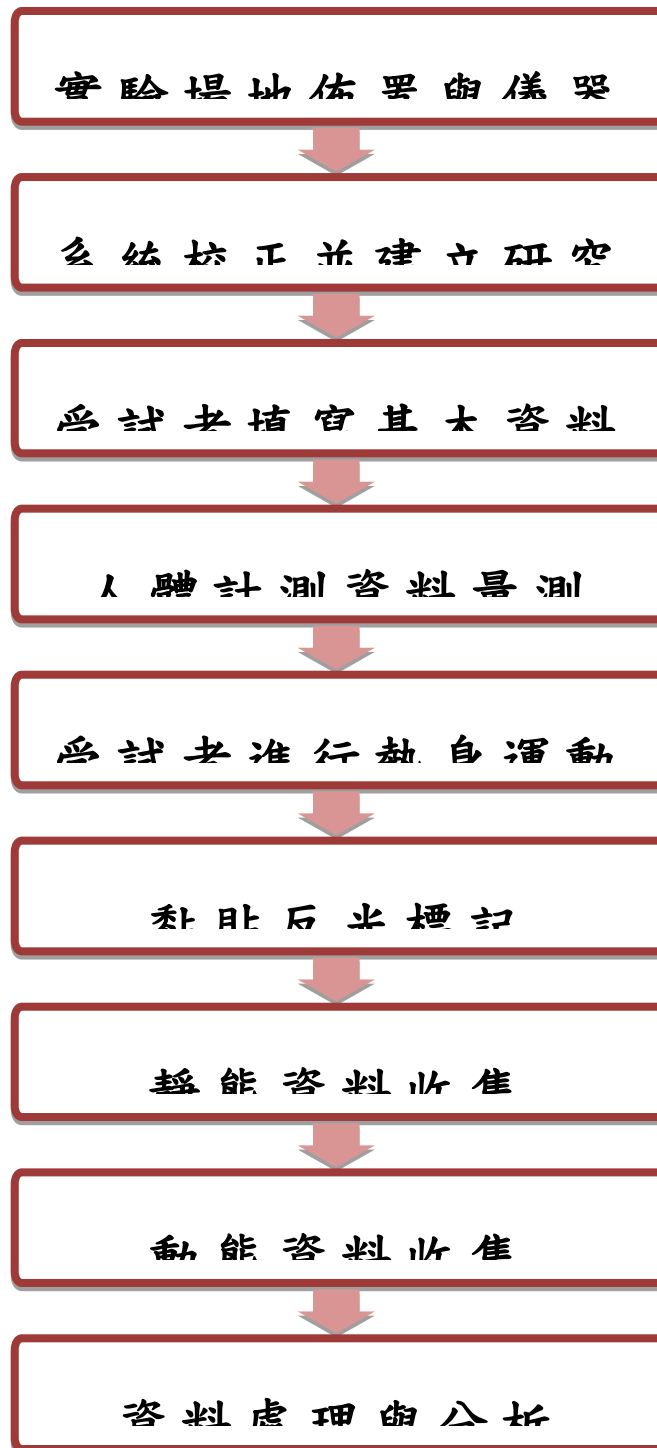 實驗場地佈置與儀器
系統校正並建立研究
受試者填寫基本資料
人體計測資料量測
受試者進行熱身運動
黏貼反光標記
靜態資料收集
動態資料收集
資料處理與分析